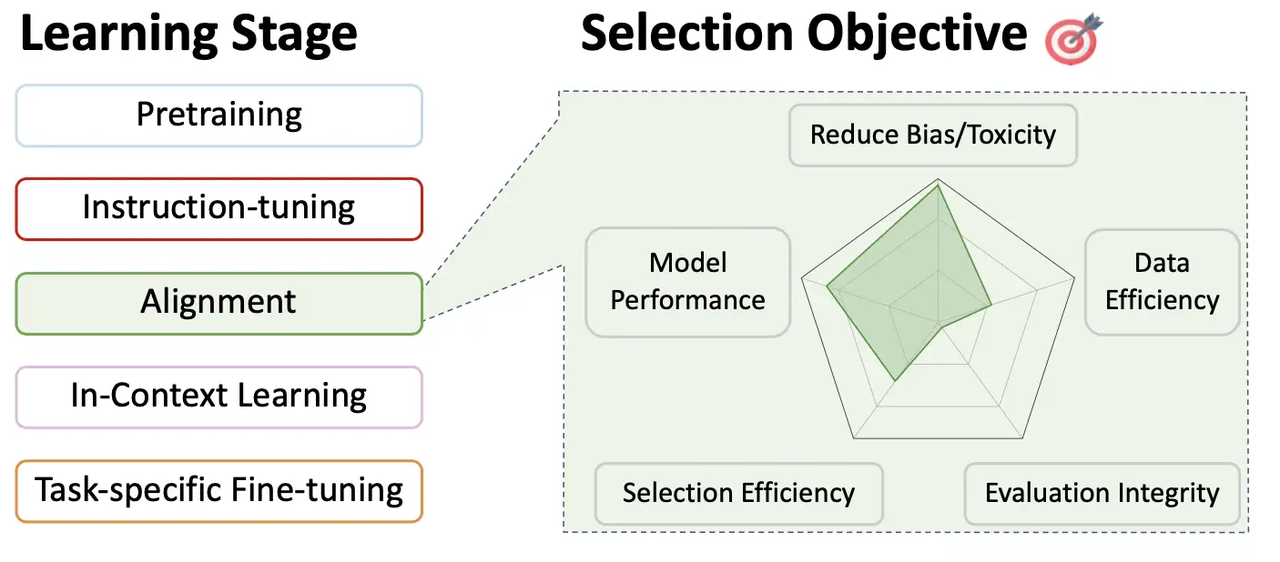 Learning Stage
Pretraining
Instruction-tuning
Alignment
In-Context Learning
Task-specific Fine-tuning
Selection Objective
Reduce Bias/Toxicity
Model
Performance
Data
Efficiency
Selection Efficiency
Evaluation Integrity